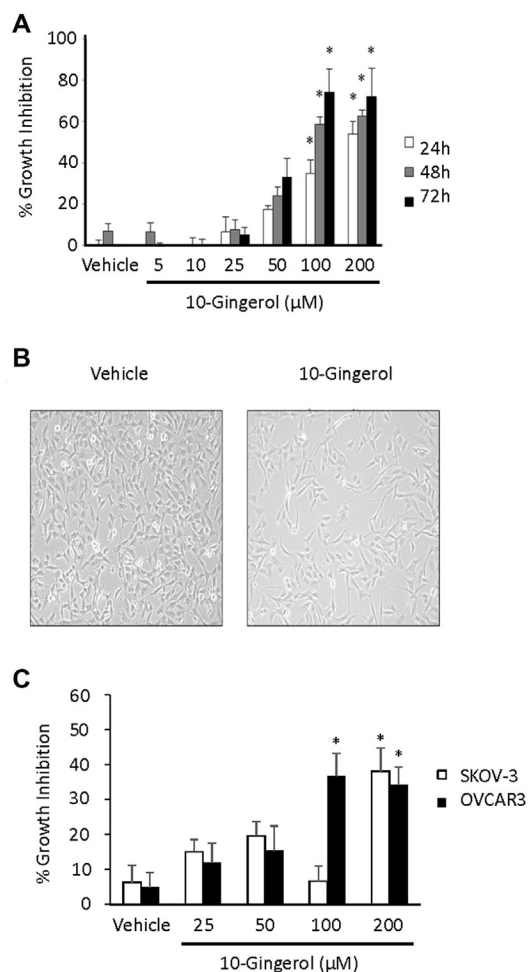 A
% Growth Inhibition
100
80
60
40
20
0
* * * * * *
24h
48h
72h
Vehicle 5 10 25 50 100 200
10-Gingerol (µM)
B
Vehicle 10-Gingerol
C
% Growth Inhibition
60
50
40
30
20
10
0
* * *
SKOV-3
OVCAR3
Vehicle 25 50 100 200
10-Gingerol (µM)